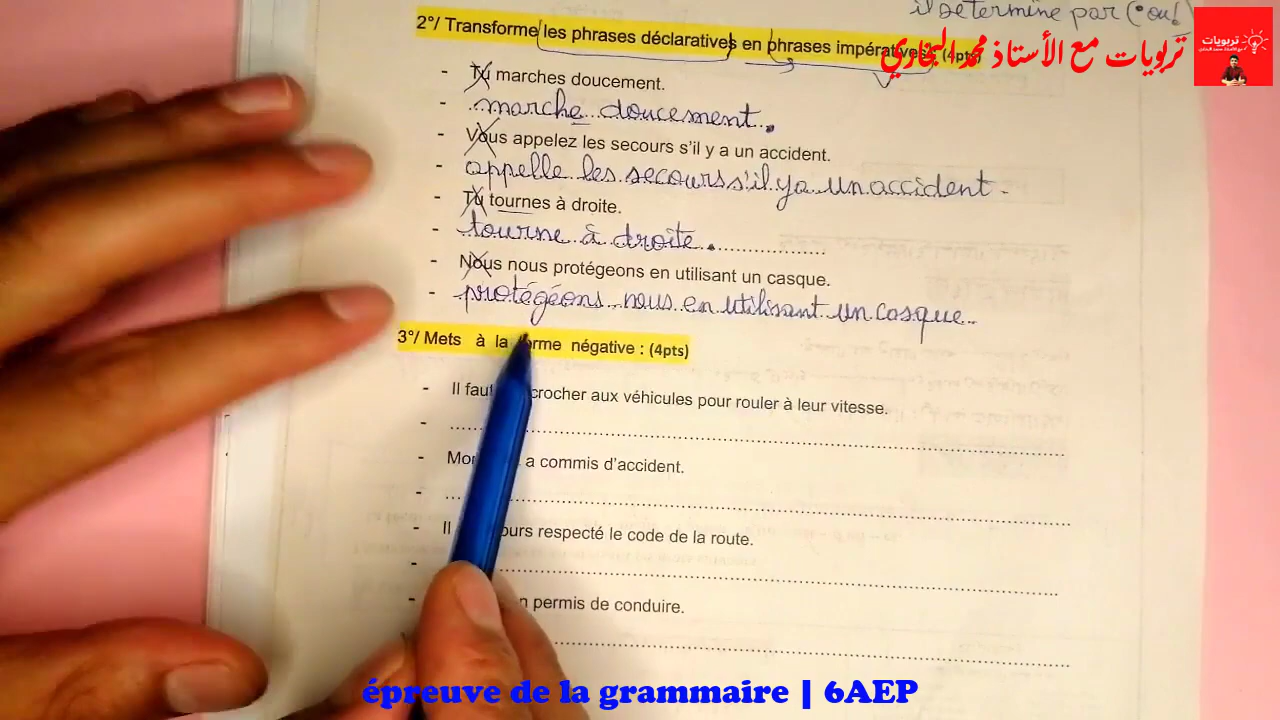 il détermine par (°ou!)
2°/ Transforme les phrases déclaratives en phrases impératives : (4pts)
تربويات مع الأستاذ محمد البخاري
تربويات
- Tu marches doucement.
- marche doucement.
- Vous appelez les secours s'il y a un accident.
- appelle les secours s'il ya un accident.
- Tu tournes à droite.
- tourne à droite.
- Nous nous protégeons en utilisant un casque.
- protégéons nous en utilisant un casque.
3°/ Mets à la forme négative : (4pts)
- Il faut crocher aux véhicules pour rouler à leur vitesse.
- a commis d'accident.
- Il ours respecté le code de la route.
- permis de conduire.
épreuve de la grammaire | 6AEP